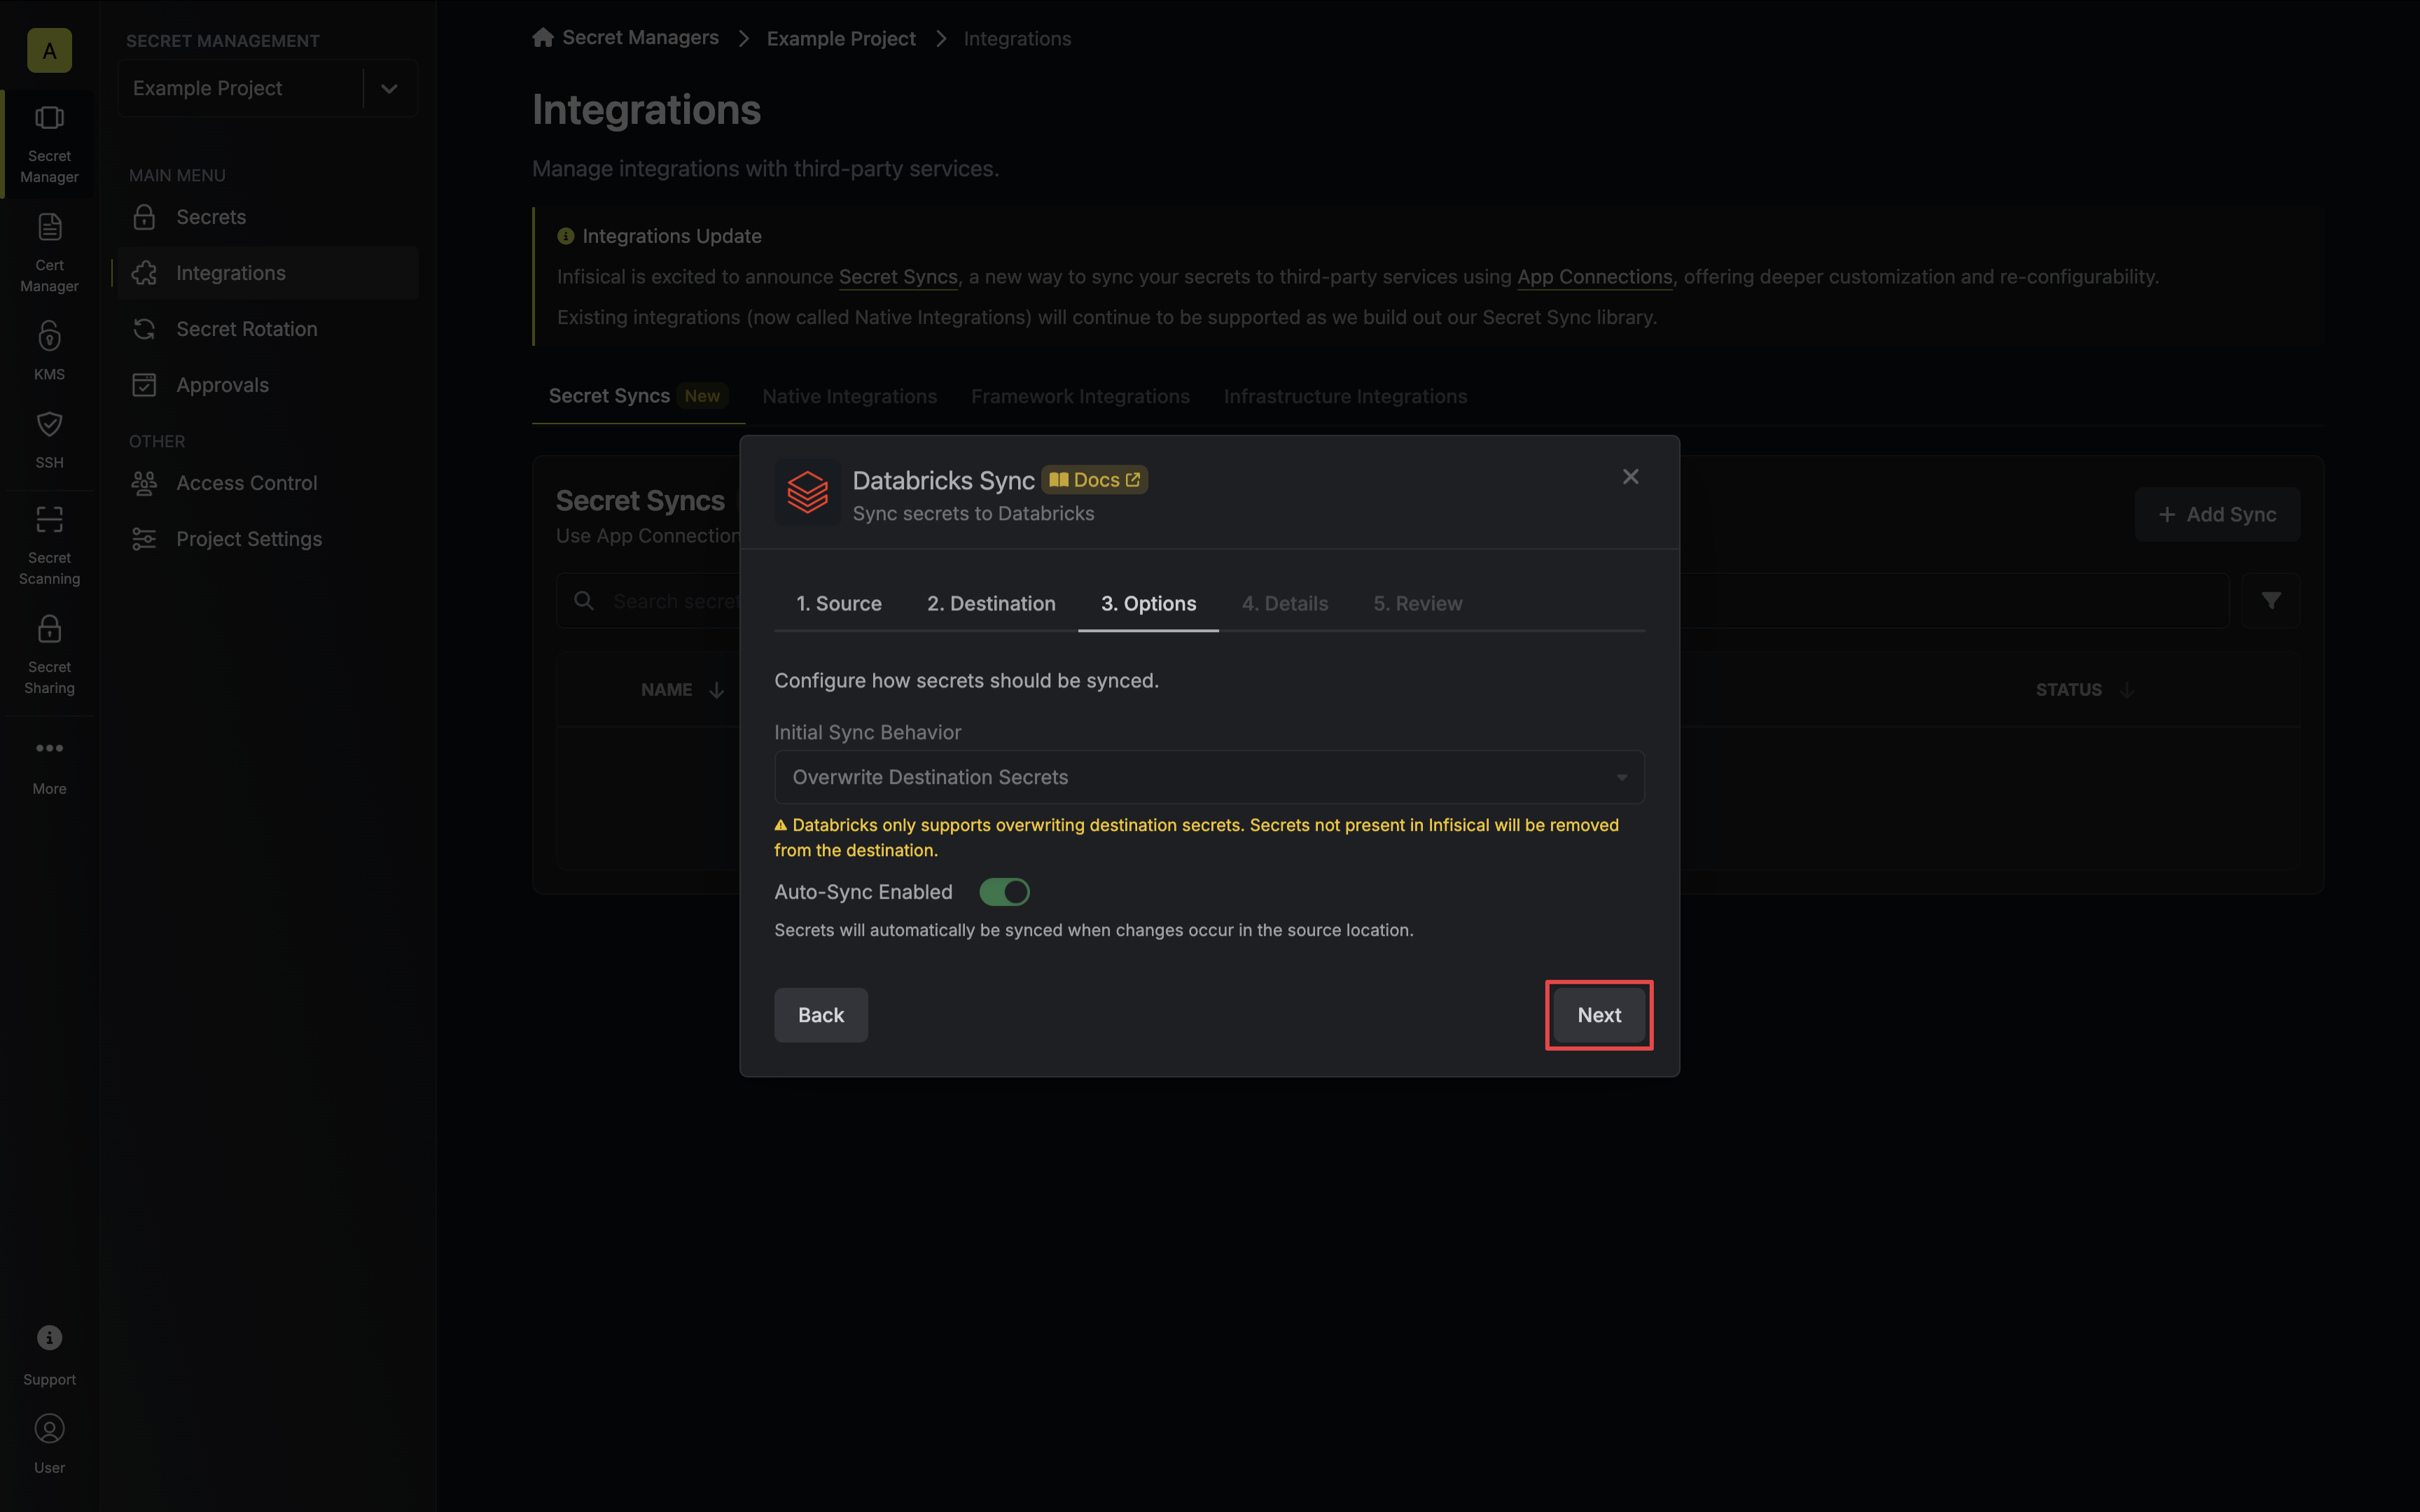 A
Secret
Manager
Cert
Manager
KMS
SSH
Secret
Scanning
Secret
Sharing
More
Support
User
SECRET MANAGEMENT
Example Project
MAIN MENU
Secrets
Integrations
Secret Rotation
Approvals
OTHER
Access Control
Project Settings
Secret Managers > Example Project > Integrations
Integrations
Manage integrations with third-party services.
Integrations Update
Infisical is excited to announce Secret Syncs, a new way to sync your secrets to third-party services using App Connections, offering deeper customization and re-configurability.
Existing integrations (now called Native Integrations) will continue to be supported as we build out our Secret Sync library.
Secret Syncs New Native Integrations Framework Integrations Infrastructure Integrations
Secret Syncs
Use App Connection
+ Add Sync
Search secret
NAME
STATUS
Databricks Sync Docs
Sync secrets to Databricks
1. Source 2. Destination 3. Options 4. Details 5. Review
Configure how secrets should be synced.
Initial Sync Behavior
Overwrite Destination Secrets
Databricks only supports overwriting destination secrets. Secrets not present in Infisical will be removed
from the destination.
Auto-Sync Enabled
Secrets will automatically be synced when changes occur in the source location.
Back
Next